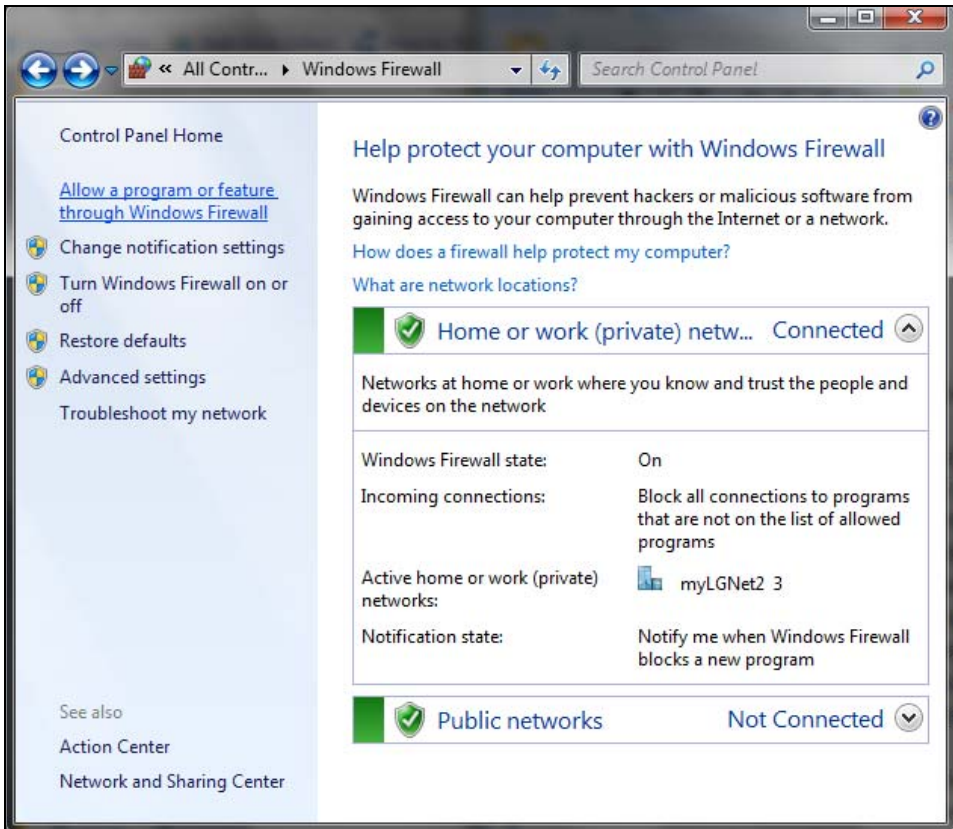 « All Contr... ▸ Windows Firewall
Search Control Panel
Control Panel Home
Allow a program or feature
through Windows Firewall
Change notification settings
Turn Windows Firewall on or
off
Restore defaults
Advanced settings
Troubleshoot my network
See also
Action Center
Network and Sharing Center
Help protect your computer with Windows Firewall
Windows Firewall can help prevent hackers or malicious software from
gaining access to your computer through the Internet or a network.
How does a firewall help protect my computer?
What are network locations?
Home or work (private) netw... Connected
Networks at home or work where you know and trust the people and
devices on the network
Windows Firewall state: On
Incoming connections: Block all connections to programs
that are not on the list of allowed
programs
Active home or work (private)
networks:
myLGNet2 3
Notification state: Notify me when Windows Firewall
blocks a new program
Public networks Not Connected